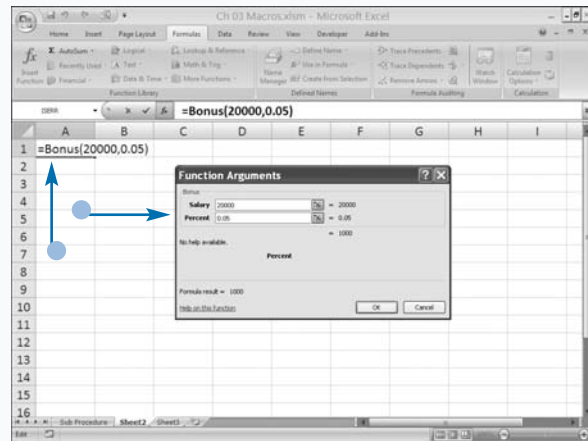 Ch 03 Macros.xlsm - Microsoft Excel
Home Insert Page Layout Formulas Data Review View Developer Add-Ins
fx Insert Function
Σ AutoSum
Recently Used
Financial
Logical
Text
Date & Time
Lookup & Reference
Math & Trig
More Functions
Function Library
Name Manager
Define Name
Use in Formula
Create from Selection
Defined Names
Trace Precedents
Trace Dependents
Remove Arrows
Formula Auditing
Watch Window
Calculation Options
Calculation
fx =Bonus(20000,0.05)
A B C D E F G H I
1 =Bonus(20000,0.05)
2
3
4
5
6
7
8
9
10
11
12
13
14
15
16
Function Arguments
Bonus
Salary 20000 = 20000
Percent 0.05 = 0.05
= 1000
No help available.
Percent
Formula result = 1000
Help on this function OK Cancel
Sub Procedure Sheet2 Sheet3
Edit